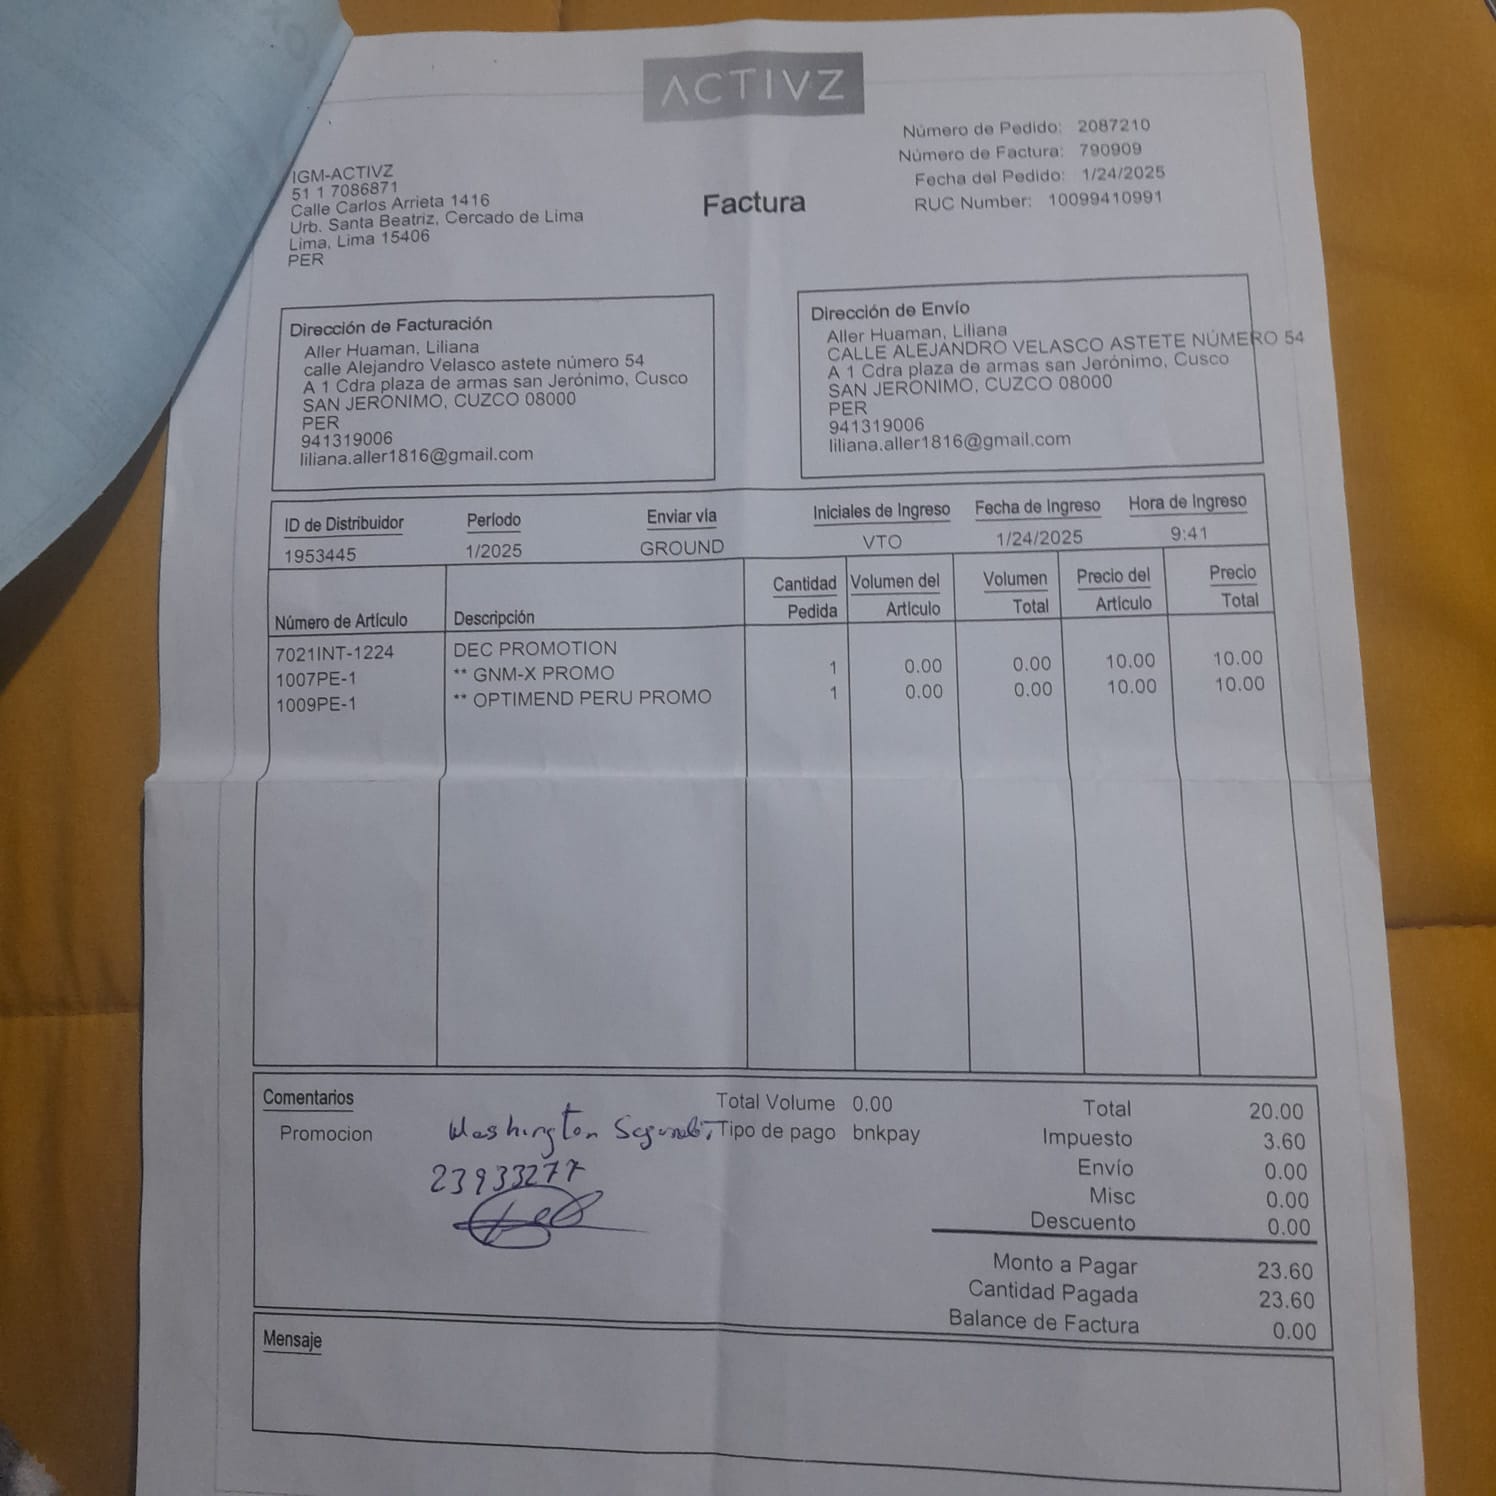 ACTIVZ
Número de Pedido: 2087210
Número de Factura: 790909
Fecha del Pedido: 1/24/2025
RUC Number: 10099410991
IGM-ACTIVZ
51 1 7086871
Calle Carlos Arrieta 1416
Urb. Santa Beatriz, Cercado de Lima
Lima, Lima 15406
PER
Factura
Dirección de Facturación
Aller Huaman, Liliana
calle Alejandro Velasco astete número 54
A 1 Cdra plaza de armas san Jerónimo, Cusco
SAN JERONIMO, CUZCO 08000
PER
941319006
liliana.aller1816@gmail.com
Dirección de Envío
Aller Huaman, Liliana
CALLE ALEJANDRO VELASCO ASTETE NÚMERO 54
A 1 Cdra plaza de armas san Jerónimo, Cusco
SAN JERONIMO, CUZCO 08000
PER
941319006
liliana.aller1816@gmail.com
ID de Distribuidor Período Enviar vía Iniciales de Ingreso Fecha de Ingreso Hora de Ingreso
1953445 1/2025 GROUND VTO 1/24/2025 9:41
Número de Artículo Descripción Cantidad Pedida Volumen del Artículo Volumen Total Precio del Artículo Precio Total
7021INT-1224 DEC PROMOTION
1007PE-1 ** GNM-X PROMO 1 0.00 0.00 10.00 10.00
1009PE-1 ** OPTIMEND PERU PROMO 1 0.00 0.00 10.00 10.00
Comentarios
Promocion
Washington
23933277
Total Volume 0.00
Tipo de pago bnkpay
Total 20.00
Impuesto 3.60
Envío 0.00
Misc 0.00
Descuento 0.00
Monto a Pagar 23.60
Cantidad Pagada 23.60
Balance de Factura 0.00
Mensaje